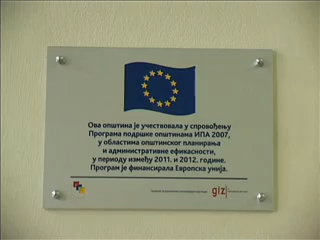 Ова општина је учествовала у спровођењу
Програма подршке општинама ИПА 2007,
у областима општинског планирања
и административне ефикасности,
у периоду између 2011. и 2012. године.
Програм је финансирала Европска унија.
giz